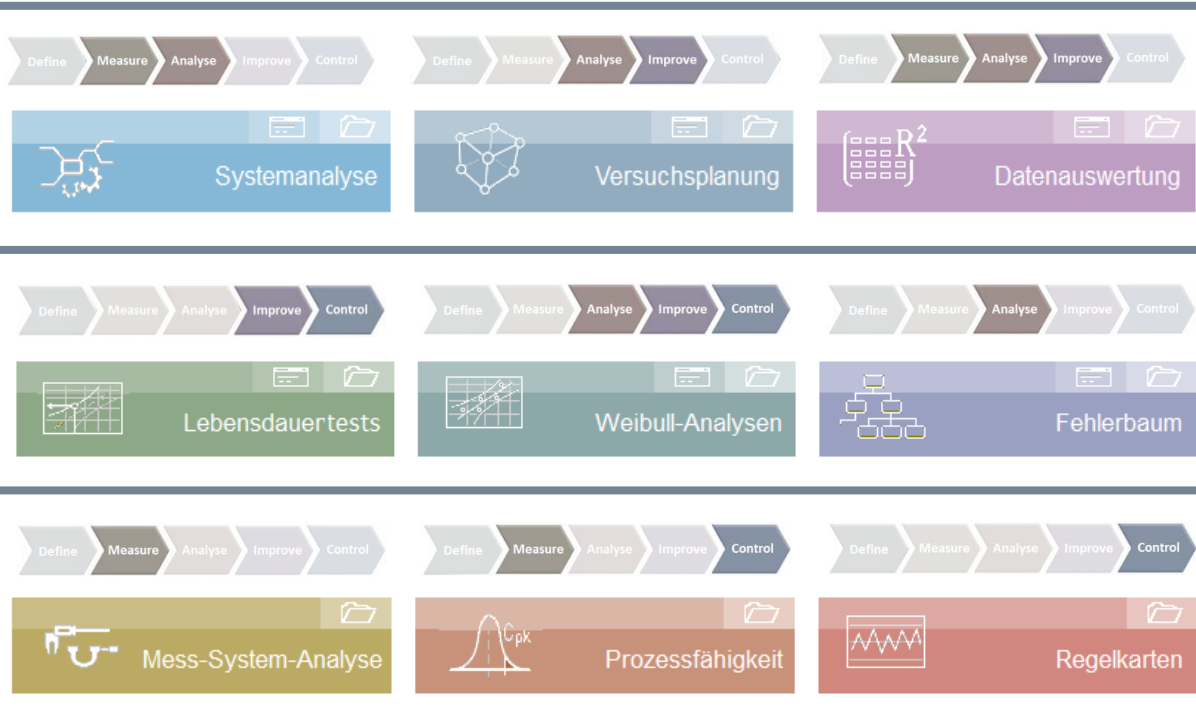 Define Measure Analyse Improve Control
Define Measure Analyse Improve Control
Define Measure Analyse Improve Control
Systemanalyse
Versuchsplanung
R²
Datenauswertung
Define Measure Analyse Improve Control
Define Measure Analyse Improve Control
Define Measure Analyse Improve Control
Lebensdauertests
Weibull-Analysen
Fehlerbaum
Define Measure Analyse Improve Control
Define Measure Analyse Improve Control
Define Measure Analyse Improve Control
Mess-System-Analyse
Cpk
Prozessfähigkeit
Regelkarten